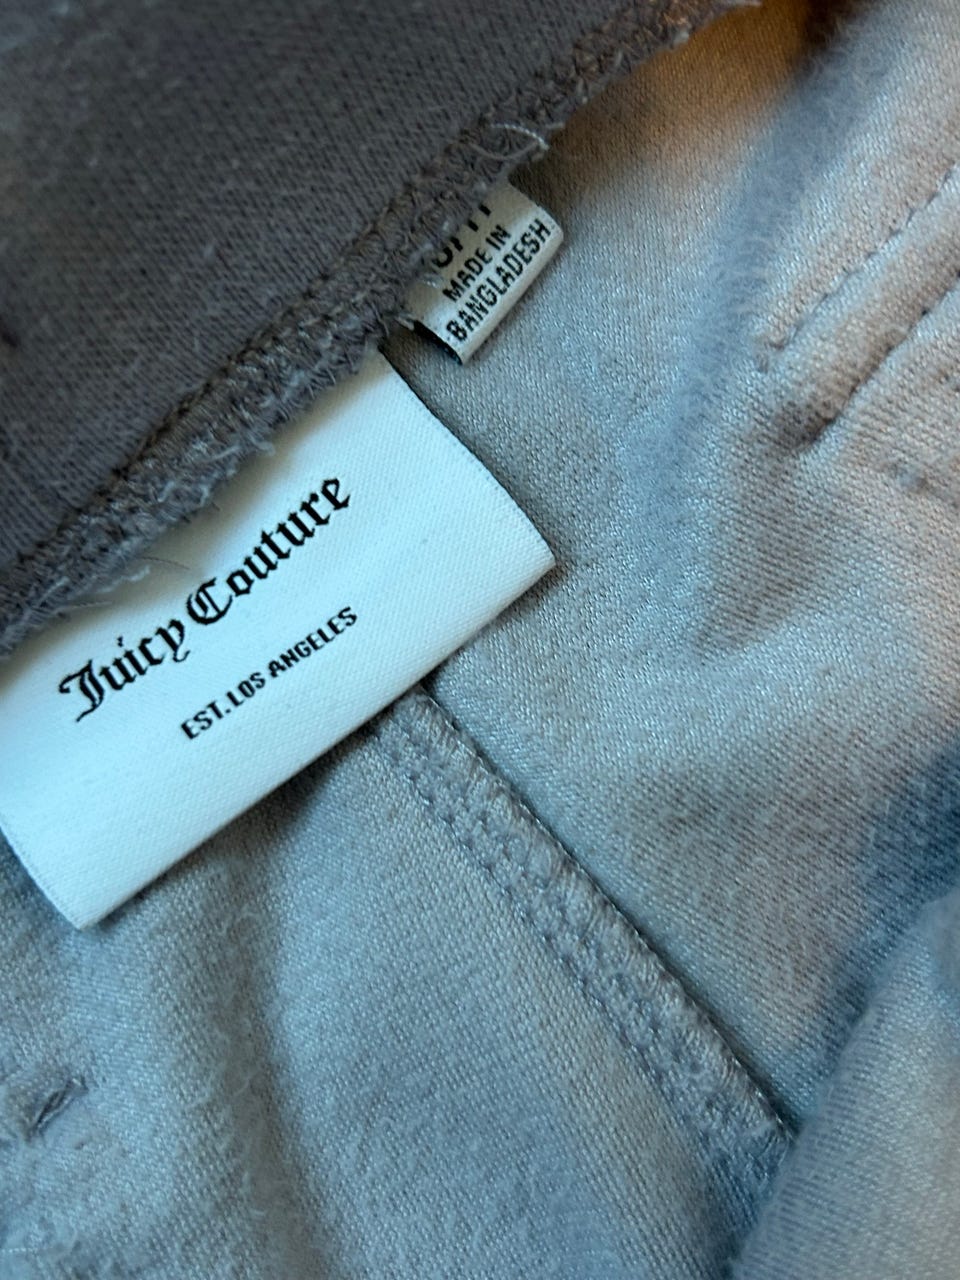 MADE IN
BANGLADESH
Juicy Couture
EST. LOS ANGELES